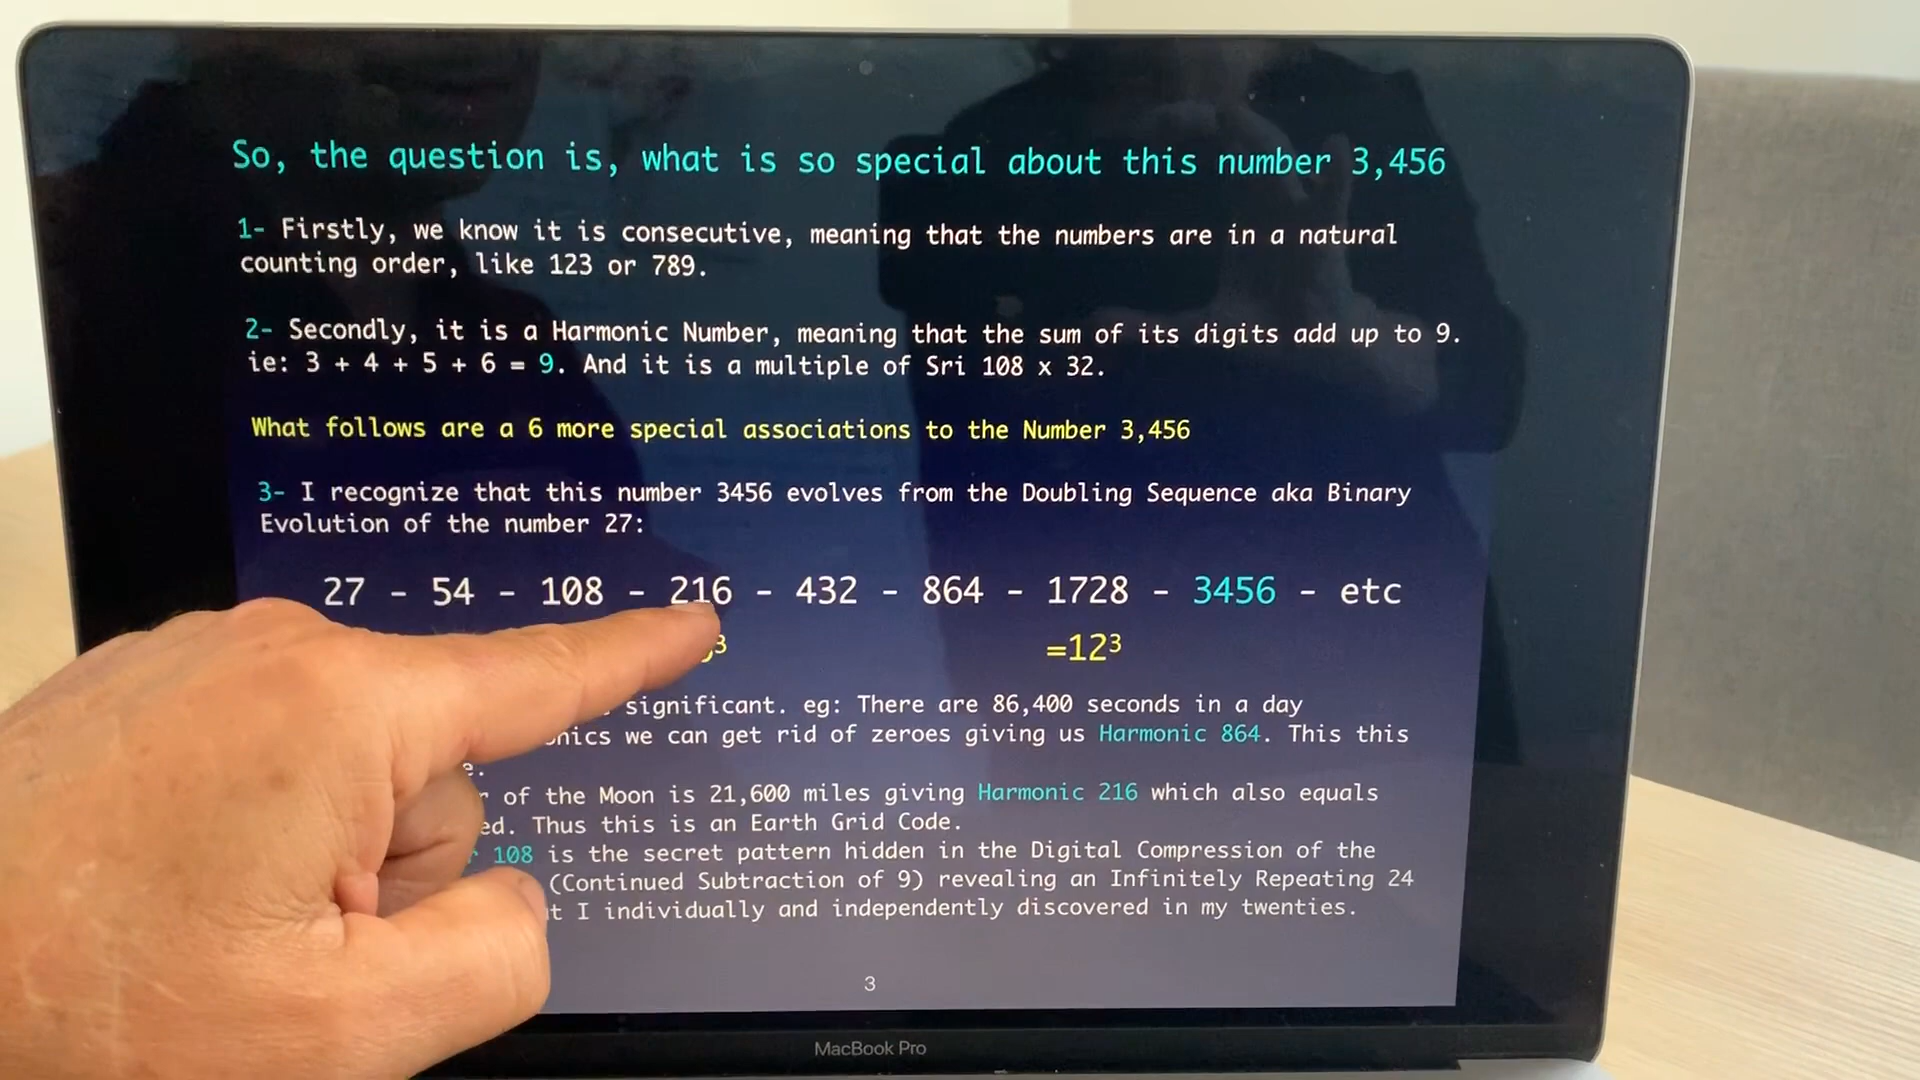 So, the question is, what is so special about this number 3,456
1- Firstly, we know it is consecutive, meaning that the numbers are in a natural
counting order, like 123 or 789.
2- Secondly, it is a Harmonic Number, meaning that the sum of its digits add up to 9.
ie: 3 + 4 + 5 + 6 = 9. And it is a multiple of Sri 108 x 32.
What follows are a 6 more special associations to the Number 3,456
3- I recognize that this number 3456 evolves from the Doubling Sequence aka Binary
Evolution of the number 27:
27 - 54 - 108 - 216 - 432 - 864 - 1728 - 3456 - etc
=12³
significant. eg: There are 86,400 seconds in a day
we can get rid of zeroes giving us Harmonic 864. This this
of the Moon is 21,600 miles giving Harmonic 216 which also equals
Thus this is an Earth Grid Code.
108 is the secret pattern hidden in the Digital Compression of the
(Continued Subtraction of 9) revealing an Infinitely Repeating 24
I individually and independently discovered in my twenties.
3
MacBook Pro